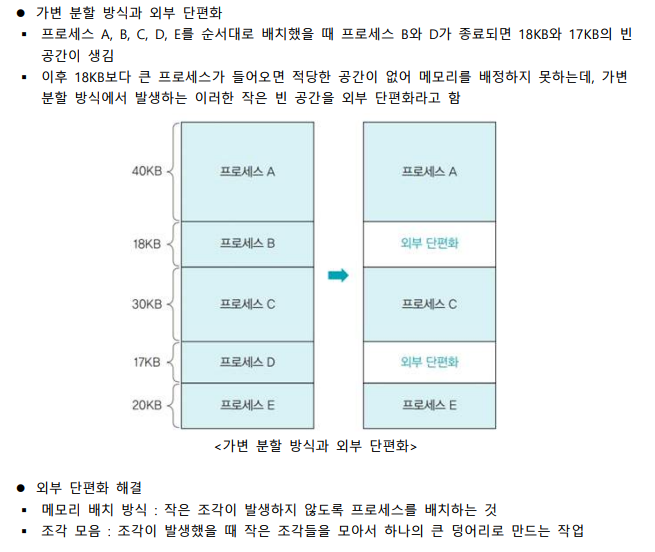 ● 가변 분할 방식과 외부 단편화
▪ 프로세스 A, B, C, D, E를 순서대로 배치했을 때 프로세스 B와 D가 종료되면 18KB와 17KB의 빈
공간이 생김
▪ 이후 18KB보다 큰 프로세스가 들어오면 적당한 공간이 없어 메모리를 배정하지 못하는데, 가변
분할 방식에서 발생하는 이러한 작은 빈 공간을 외부 단편화라고 함
40KB 프로세스 A 프로세스 A
18KB 프로세스 B 외부 단편화
30KB 프로세스 C 프로세스 C
17KB 프로세스 D 외부 단편화
20KB 프로세스 E 프로세스 E
<가변 분할 방식과 외부 단편화>
● 외부 단편화 해결
▪ 메모리 배치 방식 : 작은 조각이 발생하지 않도록 프로세스를 배치하는 것
▪ 조각 모음 : 조각이 발생했을 때 작은 조각들을 모아서 하나의 큰 덩어리로 만드는 작업